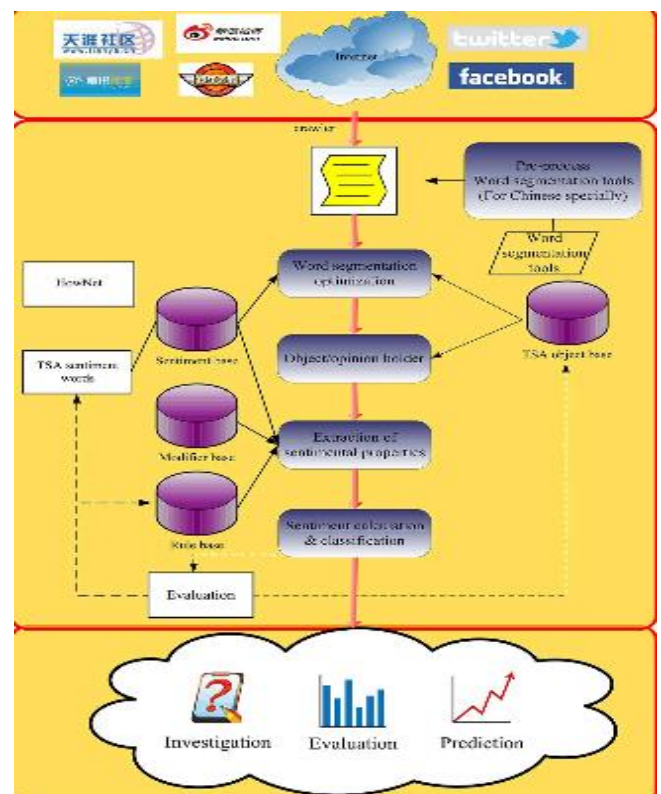 天涯社区
twitter
Internet
facebook
crawler
Pre-process
Word segmentation tools
(For Chinese specially)
Word
segmentation
tools
Word segmentation
optimization
HowNet
Sentiment base
Object/opinion holder
TSA object base
TSA sentiment
words
Extraction of
sentimental properties
Modifier base
Sentiment calculation
& classification
Rule base
Evaluation
Investigation
Evaluation
Prediction